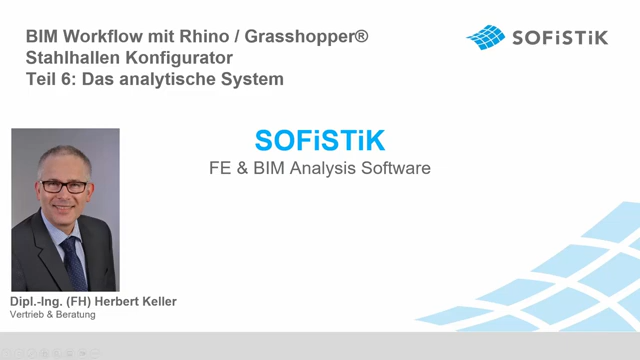 BIM Workflow mit Rhino / Grasshopper®
Stahlhallen Konfigurator
Teil 6: Das analytische System
SOFiSTiK
SOFiSTiK
FE & BIM Analysis Software
Dipl.-Ing. (FH) Herbert Keller
Vertrieb & Beratung